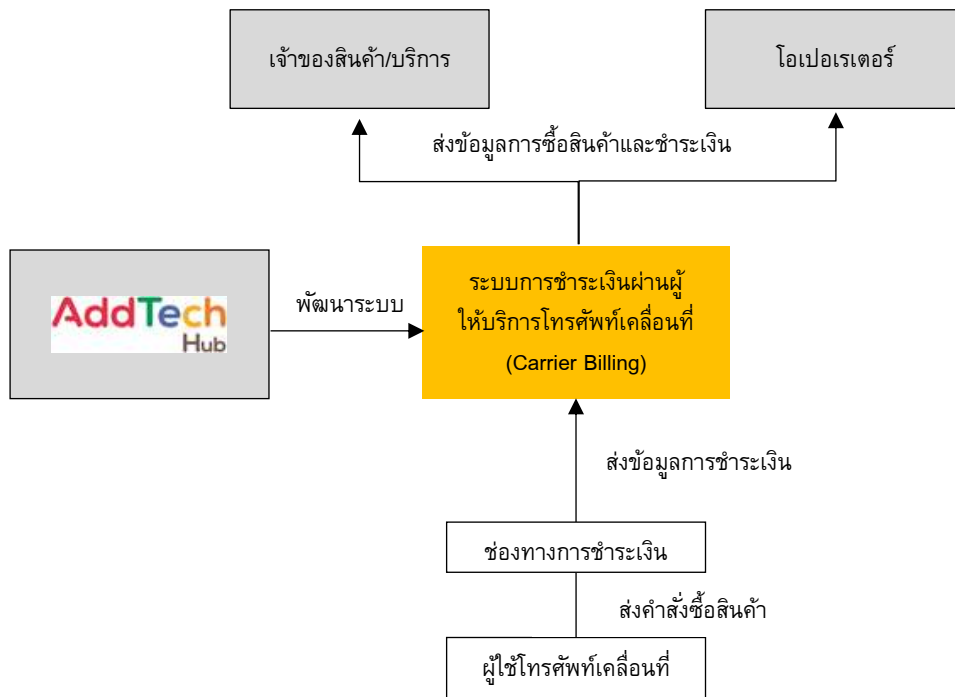 เจ้าของสินค้า/บริการ
โอเปอเรเตอร์
ส่งข้อมูลการซื้อสินค้าและชำระเงิน
AddTech
Hub
พัฒนาระบบ
ระบบการชำระเงินผ่านผู้
ให้บริการโทรศัพท์เคลื่อนที่
(Carrier Billing)
ส่งข้อมูลการชำระเงิน
ช่องทางการชำระเงิน
ส่งคำสั่งซื้อสินค้า
ผู้ใช้โทรศัพท์เคลื่อนที่